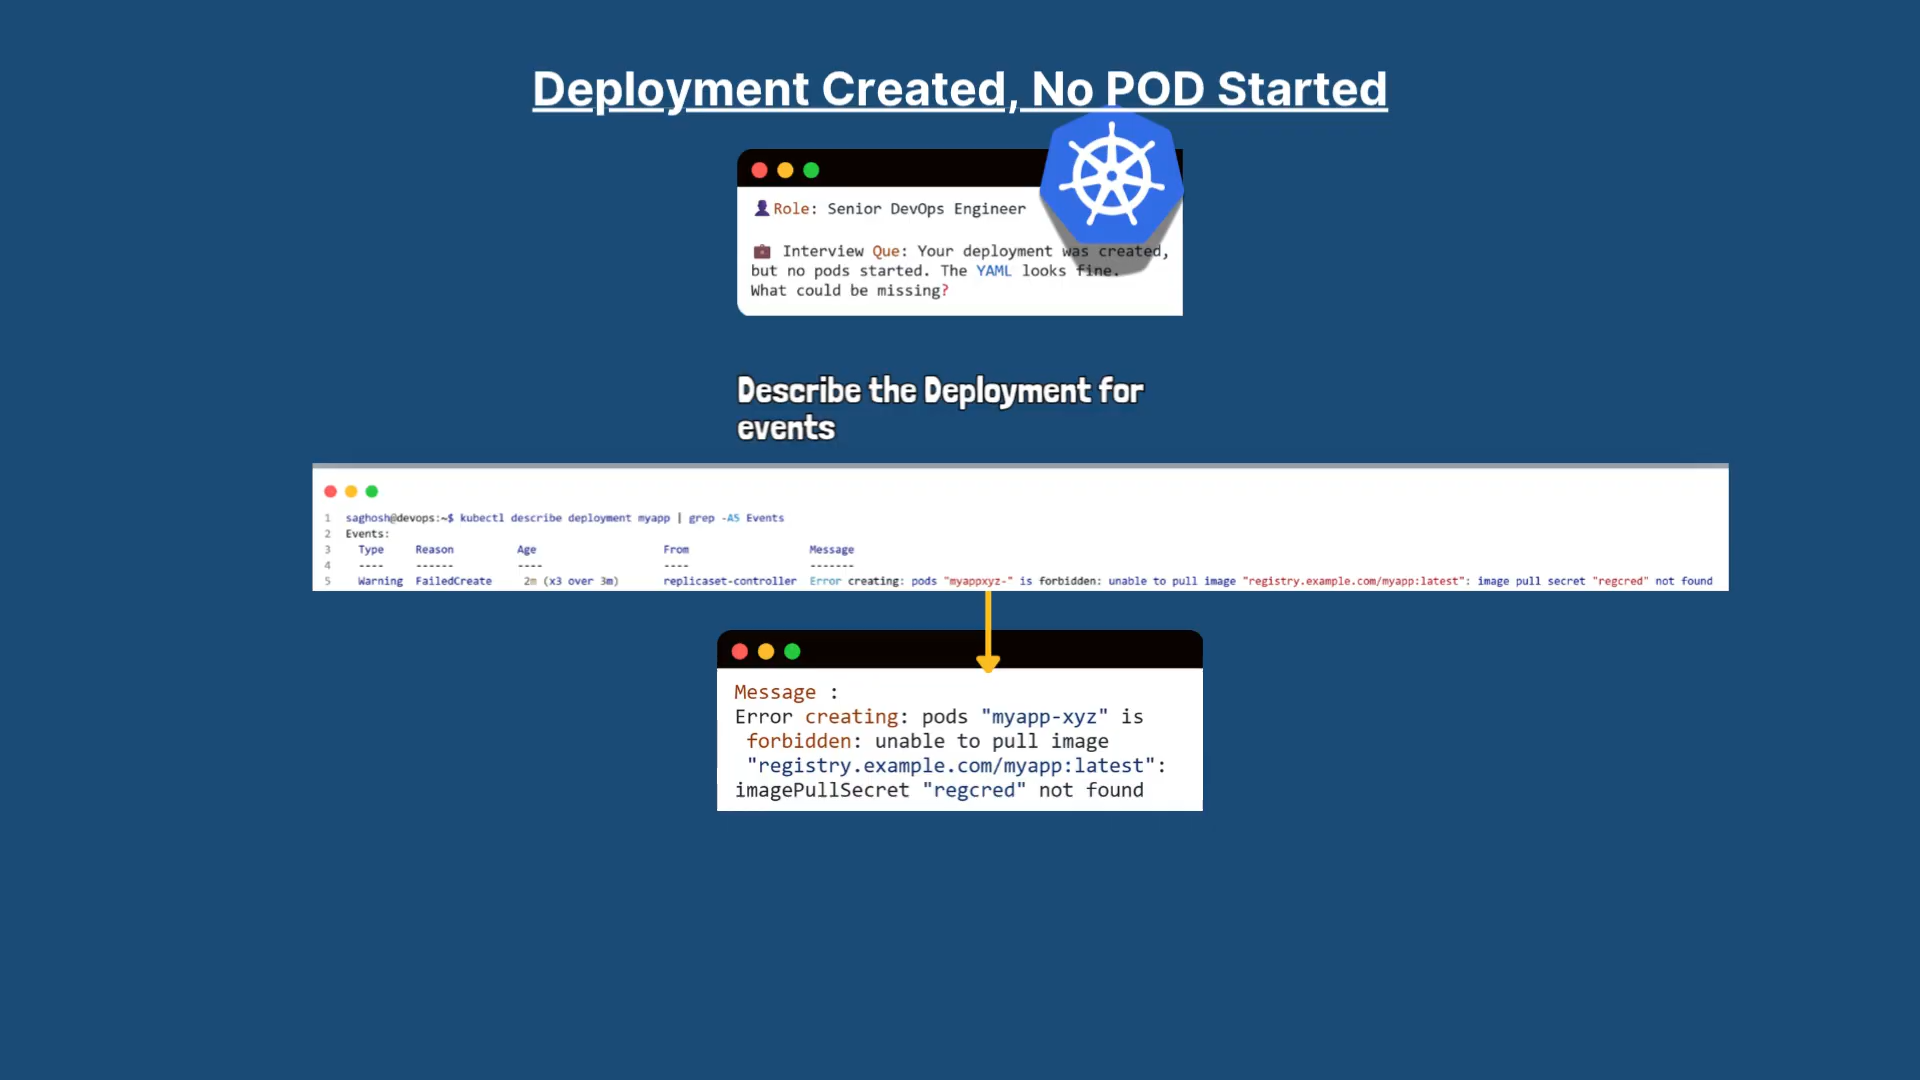 Deployment Created, No POD Started
Role: Senior DevOps Engineer
Interview Que: Your deployment was created,
but no pods started. The YAML looks fine.
What could be missing?
Describe the Deployment for
events
1 saghosh@devops:~$ kubectl describe deployment myapp | grep -A5 Events
2 Events:
3 Type Reason Age From Message
4 ---- ------ ---- ---- -------
5 Warning FailedCreate 2m (x3 over 3m) replicaset-controller Error creating: pods "myappxyz-" is forbidden: unable to pull image "registry.example.com/myapp:latest": image pull secret "regcred" not found
Message :
Error creating: pods "myapp-xyz" is
forbidden: unable to pull image
"registry.example.com/myapp:latest":
imagePullSecret "regcred" not found